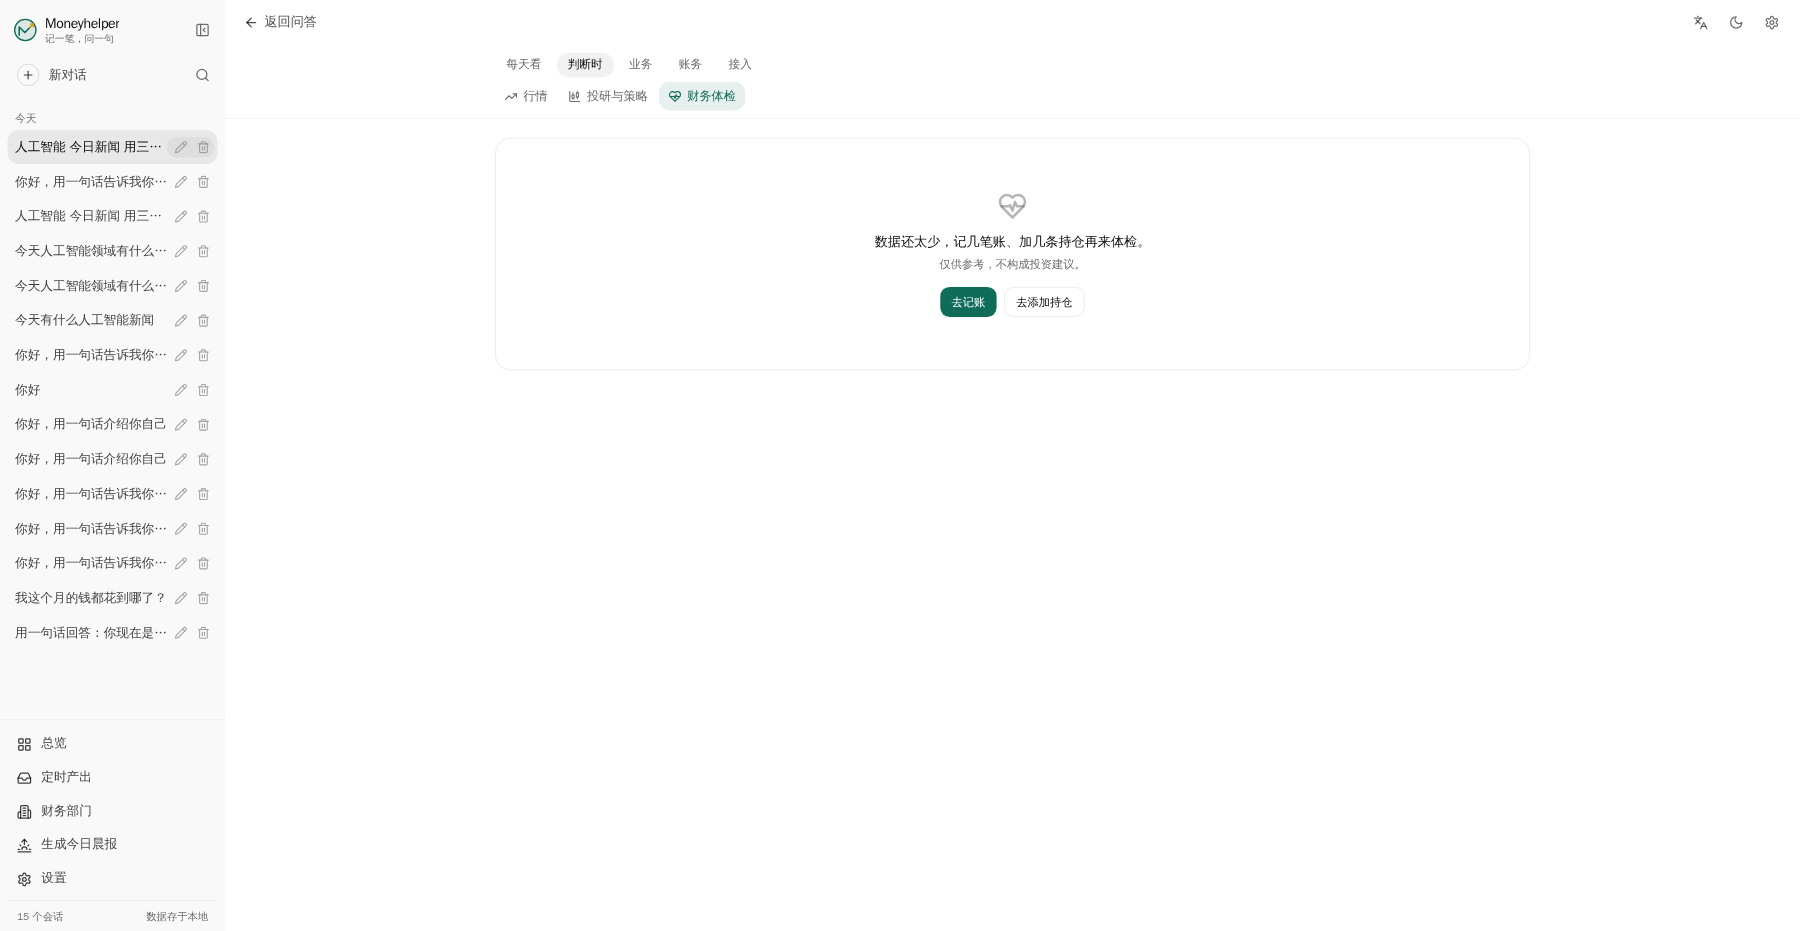 Moneyhelper
记一笔，问一句
新对话
今天
人工智能 今日新闻 用三…
你好，用一句话告诉我你…
人工智能 今日新闻 用三…
今天人工智能领域有什么…
今天人工智能领域有什么…
今天有什么人工智能新闻
你好，用一句话告诉我你…
你好
你好，用一句话介绍你自己
你好，用一句话介绍你自己
你好，用一句话告诉我你…
你好，用一句话告诉我你…
你好，用一句话告诉我你…
我这个月的钱都花到哪了？
用一句话回答：你现在是…
总览
定时产出
财务部门
生成今日晨报
设置
15 个会话 数据存于本地
返回问答
每天看 判断时 业务 账务 接入
行情 投研与策略 财务体检
数据还太少，记几笔账、加几条持仓再来体检。
仅供参考，不构成投资建议。
去记账 去添加持仓